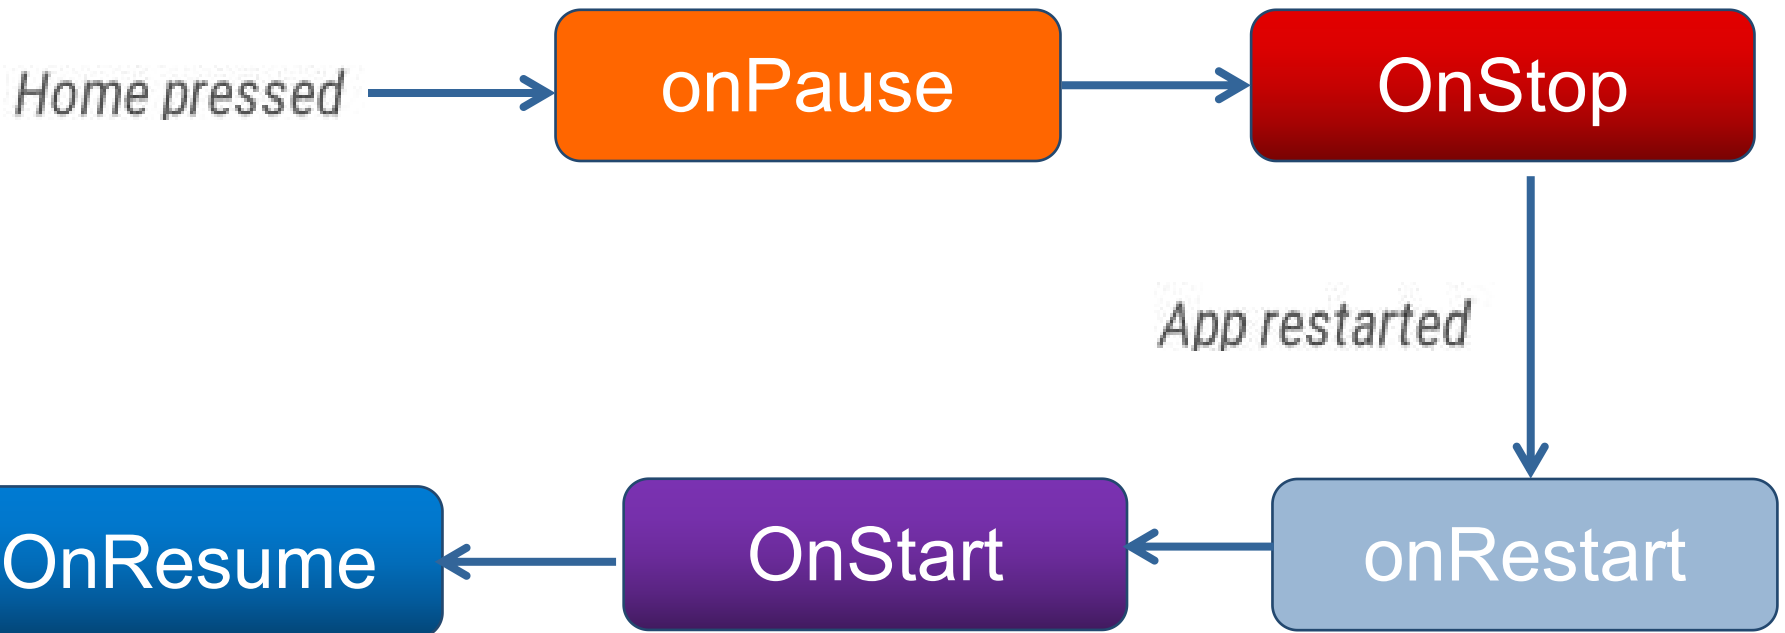 Home pressed
onPause
OnStop
App restarted
OnResume
OnStart
onRestart